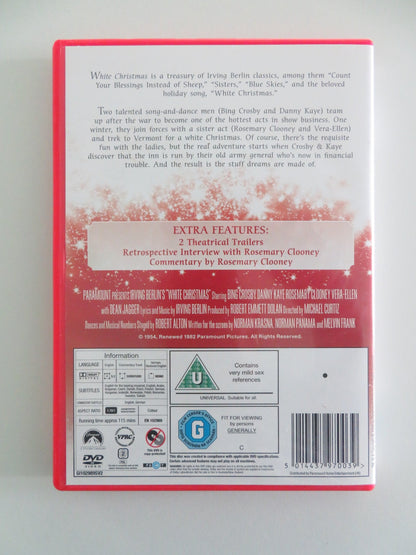 White Christmas is a treasury of Irving Berlin classics, among them "Count
Your Blessings Instead of Sheep," "Sisters," "Blue Skies," and the beloved
holiday song, "White Christmas."
Two talented song-and-dance men (Bing Crosby and Danny Kaye) team
up after the war to become one of the hottest acts in show business. One
winter, they join forces with a sister act (Rosemary Clooney and Vera-Ellen)
and trek to Vermont for a white Christmas. Of course, there's the requisite
fun with the ladies, but the real adventure starts when Crosby & Kaye
discover that the inn is run by their old army general who's now in financial
trouble. And the result is the stuff dreams are made of.
EXTRA FEATURES:
2 Theatrical Trailers
Retrospective Interview with Rosemary Clooney
Commentary by Rosemary Clooney
PARAMOUNT PRESENTS IRVING BERLIN'S "WHITE CHRISTMAS" Starring BING CROSBY DANNY KAYE ROSEMARY CLOONEY VERA-ELLEN
with DEAN JAGGER Lyrics and Music by IRVING BERLIN Produced by ROBERT EMMETT DOLAN Directed by MICHAEL CURTIZ
Dances and Musical Numbers Staged by ROBERT ALTON Written for the screen by NORMAN KRASNA, NORMAN PANAMA and MELVIN FRANK
© 1954, Renewed 1982 Paramount Pictures. All Rights Reserved.
Information
LANGUAGE
SUBTITLES
ASPECT RATIO
Colour
Running time approx 115 mins
U
Contains
very mild sex
references
UNIVERSAL Suitable for all
G
FIT FOR VIEWING
by persons
GENERALLY
C
DVD
VIDEO
2
PAL
5 014437 970039